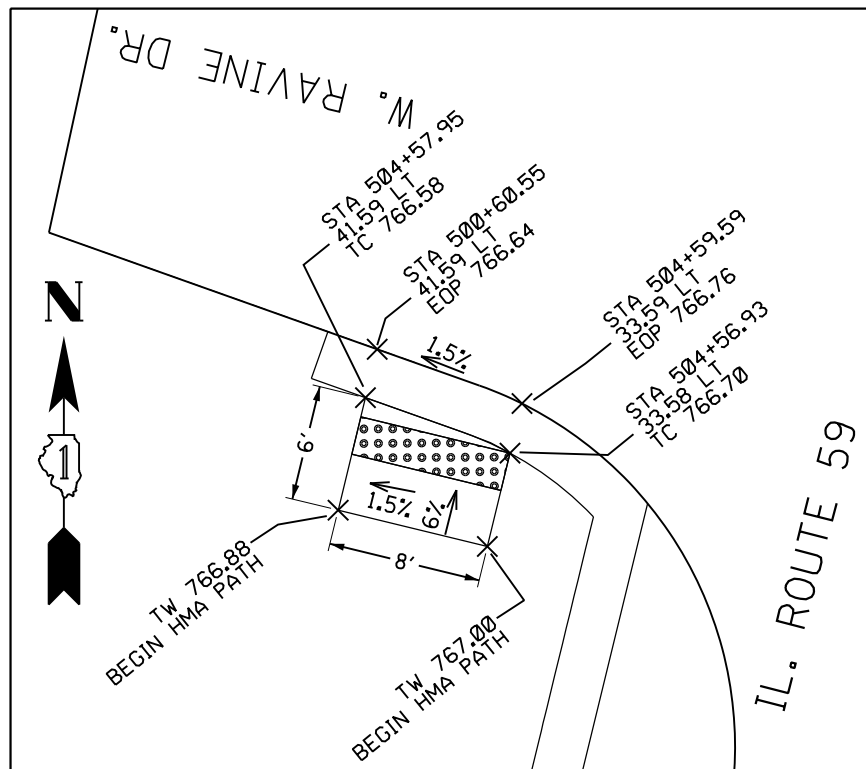 W. RAVINE DR.
STA 504+57.95
41.59 LT
TC 766.58
STA 500+60.55
41.59 LT
EOP 766.64
STA 504+59.59
33.59 LT
EOP 766.76
STA 504+56.93
33.58 LT
TC 766.70
N
1
1.5%
6'
1.5%
6%
8'
TW 766.88
BEGIN HMA PATH
TW 767.00
BEGIN HMA PATH
IL. ROUTE 59